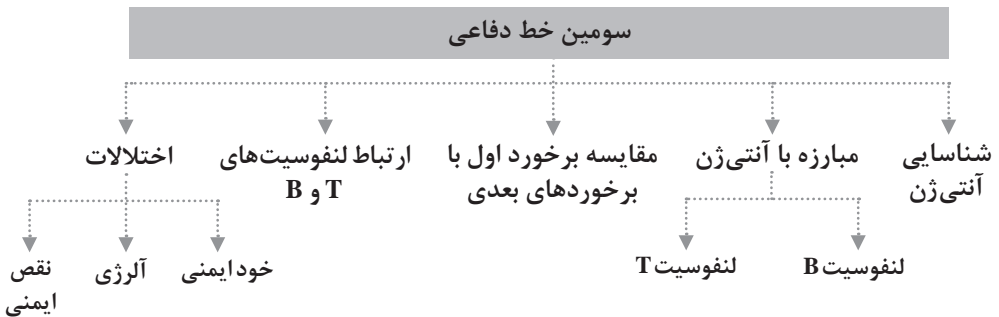 سومین خط دفاعی
شناسایی
آنتی‌ژن
مبارزه با آنتی‌ژن
مقایسه برخورد اول با
برخوردهای بعدی
ارتباط لنفوسیت‌های
T و B
اختلالات
لنفوسیت B
لنفوسیت T
خودایمنی
آلرژی
نقص
ایمنی